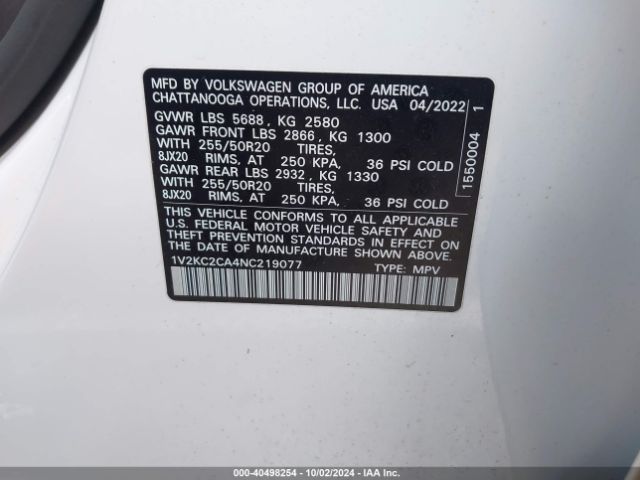 MFD BY VOLKSWAGEN GROUP OF AMERICA
CHATTANOOGA OPERATIONS, LLC. USA 04/2022
GVWR LBS 5688, KG 2580
GAWR FRONT LBS 2866, KG 1300
WITH 255/50R20 TIRES,
8JX20 RIMS, AT 250 KPA, 36 PSI COLD
GAWR REAR LBS 2932, KG 1330
WITH 255/50R20 TIRES,
8JX20 RIMS, AT 250 KPA, 36 PSI COLD
THIS VEHICLE CONFORMS TO ALL APPLICABLE
U.S. FEDERAL MOTOR VEHICLE SAFETY AND
THEFT PREVENTION STANDARDS IN EFFECT ON
THE DATE OF MANUFACTURE SHOWN ABOVE.
1V2KC2CA4NC219077 TYPE: MPV
1550004 1
000-40498254 - 10/02/2024 - IAA Inc.